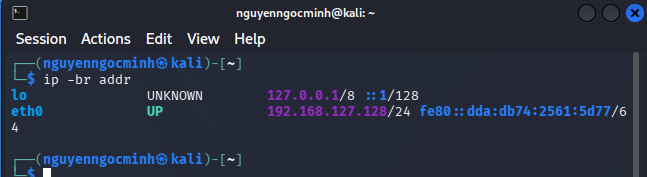 nguyenngocminh@kali: ~
Session Actions Edit View Help
┌──(nguyenngocminh㉿kali)-[~]
└─$ ip -br addr
lo UNKNOWN 127.0.0.1/8 ::1/128
eth0 UP 192.168.127.128/24 fe80::dda:db74:2561:5d77/6
4
┌──(nguyenngocminh㉿kali)-[~]
└─$